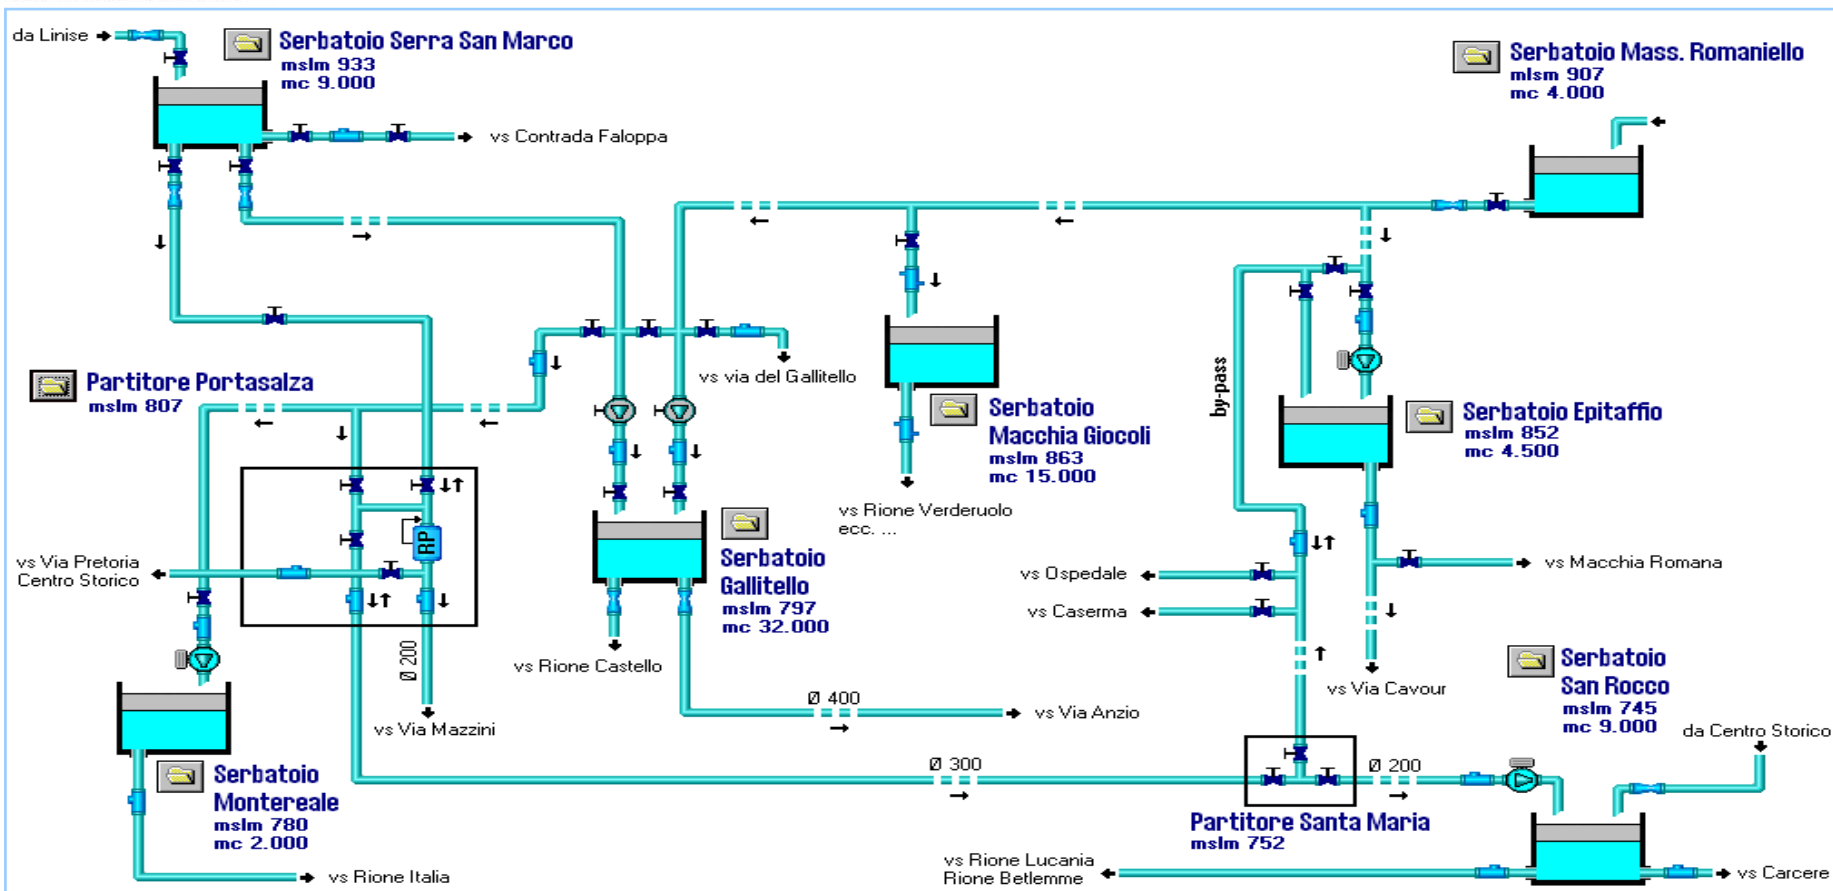 da Linise
Serbatoio Serra San Marco
mslm 933
mc 9.000
Serbatoio Mass. Romaniello
mlsm 907
mc 4.000
vs Contrada Faloppa
vs via del Gallitello
Partitore Portasalza
mslm 807
by-pass
Serbatoio
Macchia Giocoli
mslm 863
mc 15.000
Serbatoio Epitaffio
mslm 852
mc 4.500
vs Rione Verderuolo
ecc. ...
RP
vs Via Pretoria
Centro Storico
Serbatoio
Gallitello
mslm 797
mc 32.000
vs Ospedale
vs Caserma
vs Macchia Romana
Ø 200
vs Rione Castello
vs Via Mazzini
Ø 400
vs Via Anzio
vs Via Cavour
Serbatoio
San Rocco
mslm 745
mc 9.000
da Centro Storico
Serbatoio
Montereale
mslm 780
mc 2.000
Ø 300
Ø 200
Partitore Santa Maria
mslm 752
vs Rione Lucania
Rione Betlemme
vs Carcere
vs Rione Italia